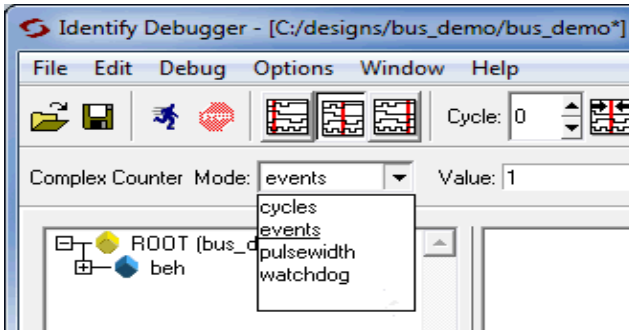 Identify Debugger - [C:/designs/bus_demo/bus_demo*]
File Edit Debug Options Window Help
Cycle: 0
Complex Counter Mode: events Value: 1
cycles
events
pulsewidth
watchdog
ROOT (bus_d
beh